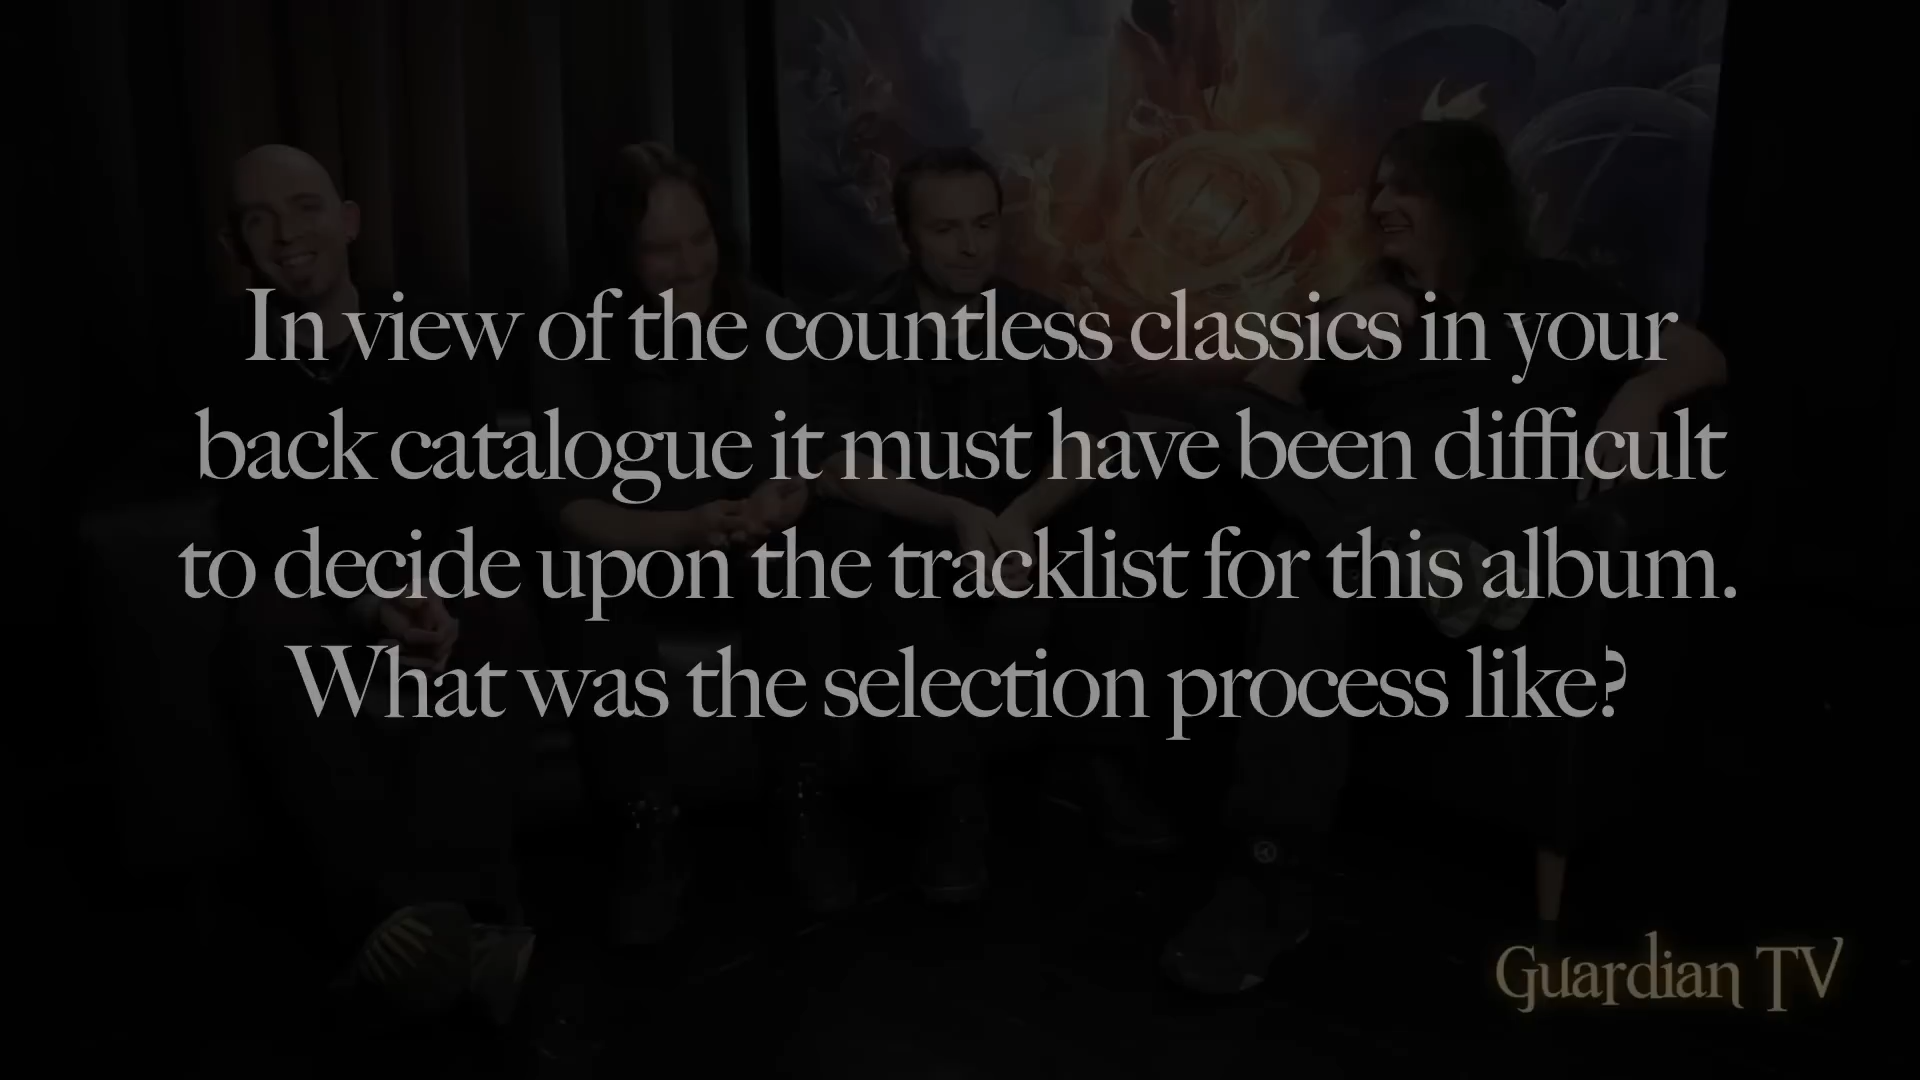 In view of the countless classics in your
back catalogue it must have been difficult
to decide upon the tracklist for this album.
What was the selection process like?
Guardian TV